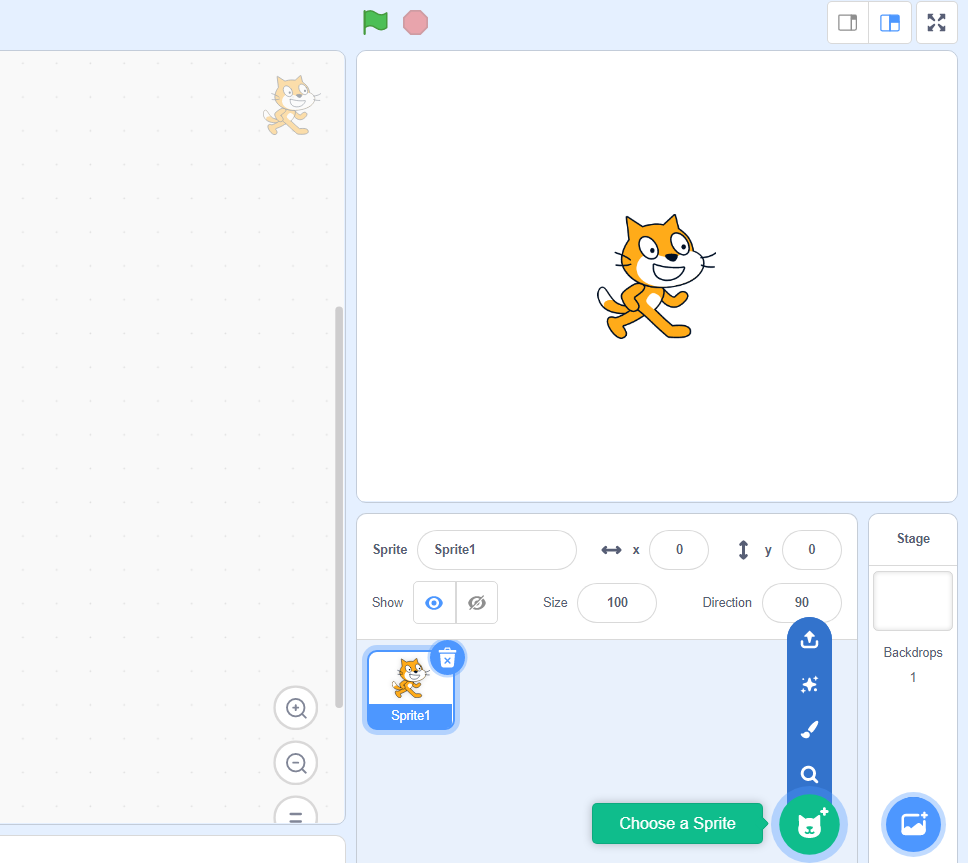 Sprite Sprite1 x 0 y 0
Show Size 100 Direction 90
Sprite1
Choose a Sprite
Stage
Backdrops
1